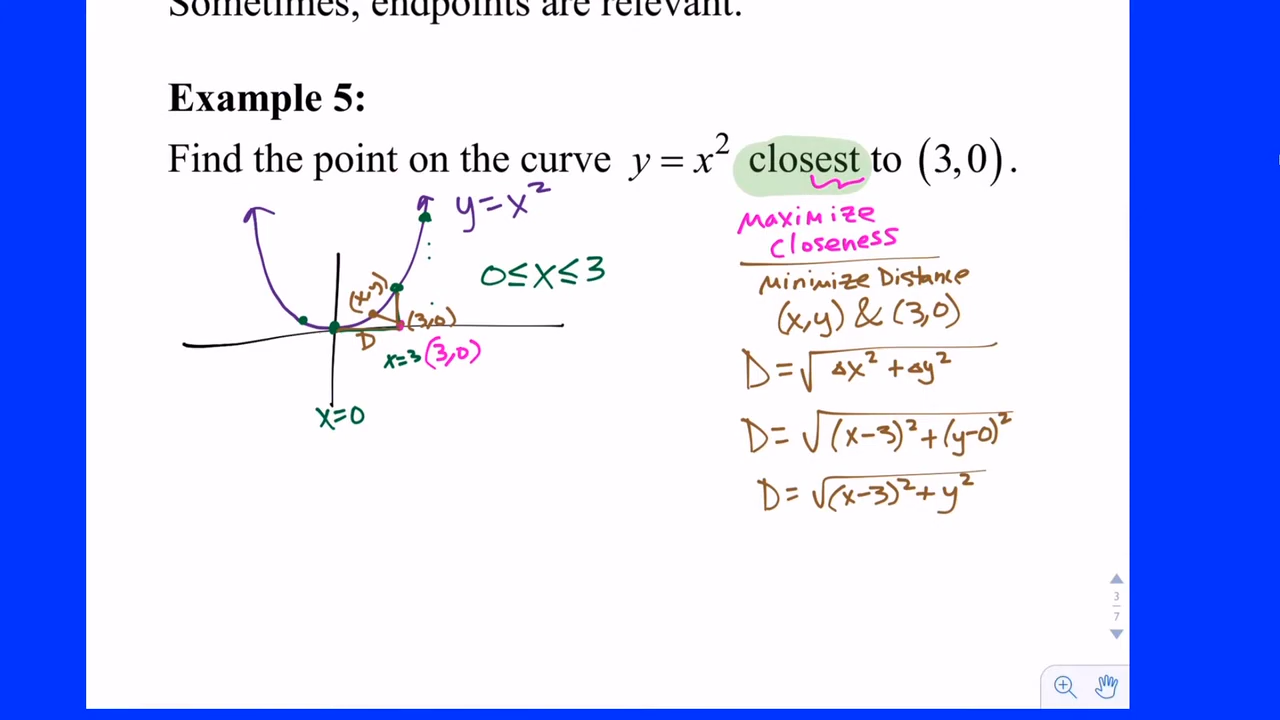 Sometimes, endpoints are relevant.
Example 5:
Find the point on the curve y = x² closest to (3,0).
y=x²
Maximize
Closeness
0≤x≤3
Minimize Distance
(x,y)
(x,y) & (3,0)
(3,0)
D
x=3 (3,0)
D=√Δx²+Δy²
x=0
D=√(x-3)²+(y-0)²
D=√(x-3)²+y²
3
7